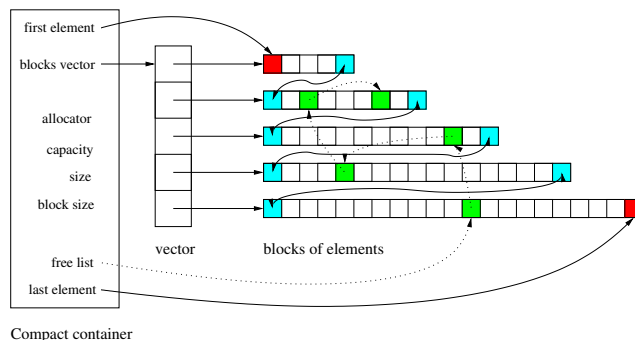 first element
blocks vector
allocator
capacity
size
block size
vector
blocks of elements
free list
last element
Compact container